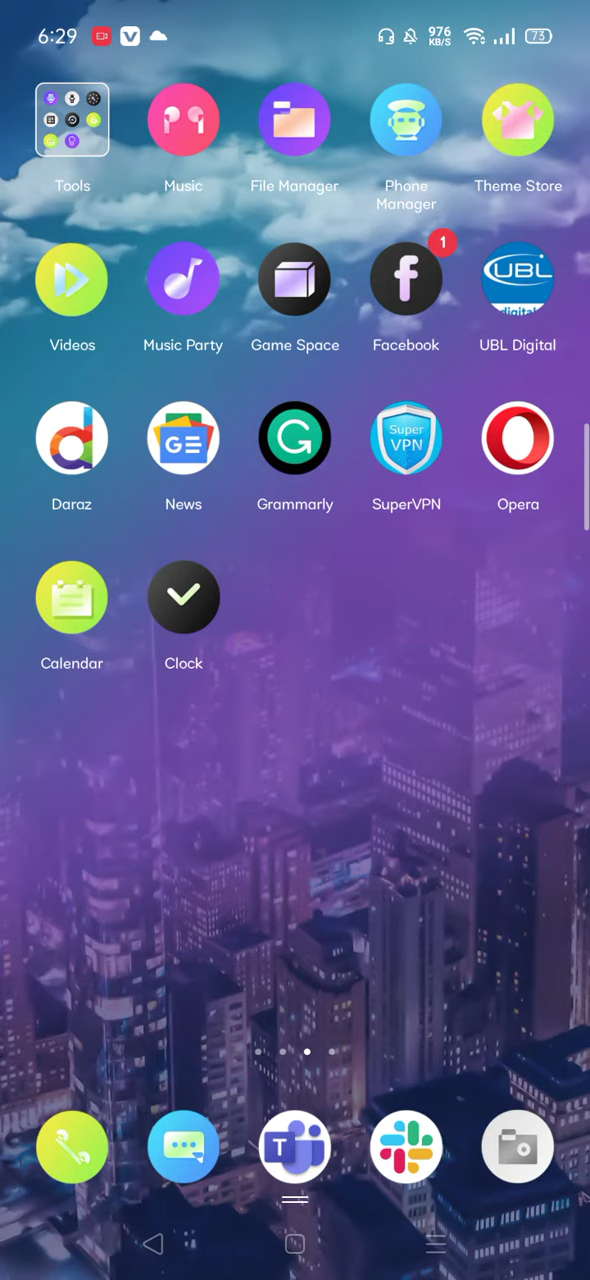 6:29
976
KB/S
73
Tools
Music
File Manager
Phone
Manager
Theme Store
1
UBL
digital
Videos
Music Party
Game Space
Facebook
UBL Digital
Super
VPN
Daraz
News
Grammarly
SuperVPN
Opera
Calendar
Clock
T